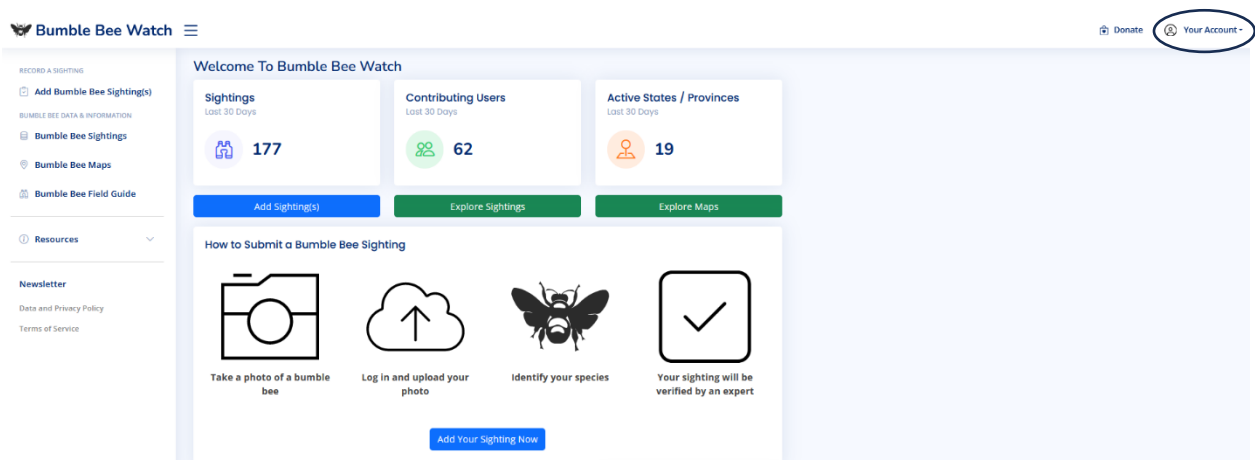 Bumble Bee Watch
Donate
Your Account
RECORD A SIGHTING
Add Bumble Bee Sighting(s)
BUMBLE BEE DATA & INFORMATION
Bumble Bee Sightings
Bumble Bee Maps
Bumble Bee Field Guide
Resources
Newsletter
Data and Privacy Policy
Terms of Service
Welcome To Bumble Bee Watch
Sightings
Last 30 Days
177
Contributing Users
Last 30 Days
62
Active States / Provinces
Last 30 Days
19
Add Sighting(s)
Explore Sightings
Explore Maps
How to Submit a Bumble Bee Sighting
Take a photo of a bumble
bee
Log in and upload your
photo
Identify your species
Your sighting will be
verified by an expert
Add Your Sighting Now